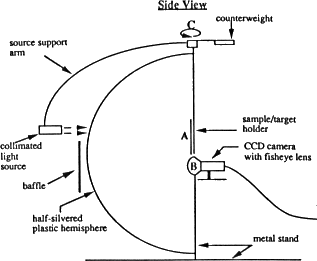 Side View
C
counterweight
source support
arm
A
sample/target
holder
collimated
light
source
B
CCD camera
with fisheye lens
baffle
half-silvered
plastic hemisphere
metal stand